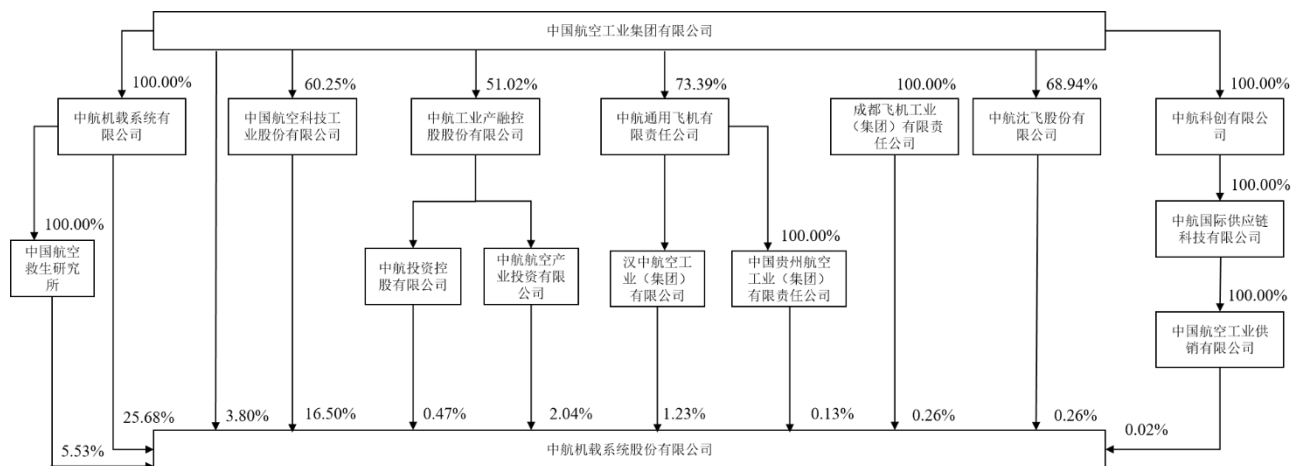 中国航空工业集团有限公司
100.00%
60.25%
51.02%
73.39%
100.00%
68.94%
100.00%
中航机载系统有
限公司
中国航空科技工
业股份有限公司
中航工业产融控
股股份有限公司
中航通用飞机有
限责任公司
成都飞机工业
（集团）有限责
任公司
中航沈飞股份有
限公司
中航科创有限公
司
100.00%
中国航空
救生研究
所
中航投资控
股有限公司
中航航空产
业投资有限
公司
汉中航空工
业（集团）
有限公司
100.00%
中国贵州航空
工业（集团）
有限责任公司
100.00%
中航国际供应链
科技有限公司
100.00%
中国航空工业供
销有限公司
5.53%
25.68%
3.80%
16.50%
0.47%
2.04%
1.23%
0.13%
0.26%
0.26%
0.02%
中航机载系统股份有限公司